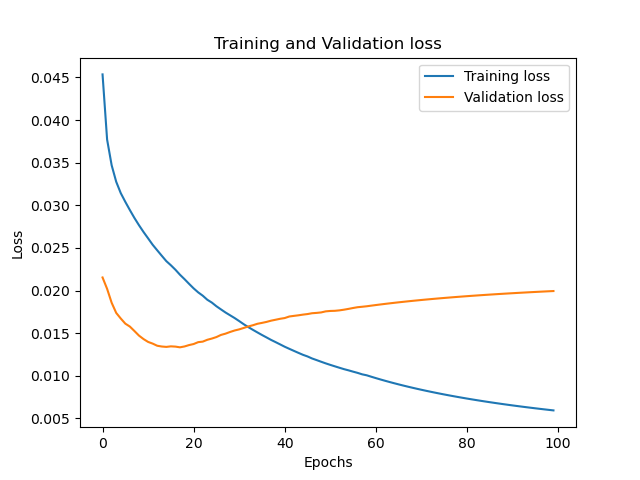 Training and Validation loss
Training loss
Validation loss
0.045
0.040
0.035
0.030
0.025
0.020
0.015
0.010
0.005
Loss
0 20 40 60 80 100
Epochs